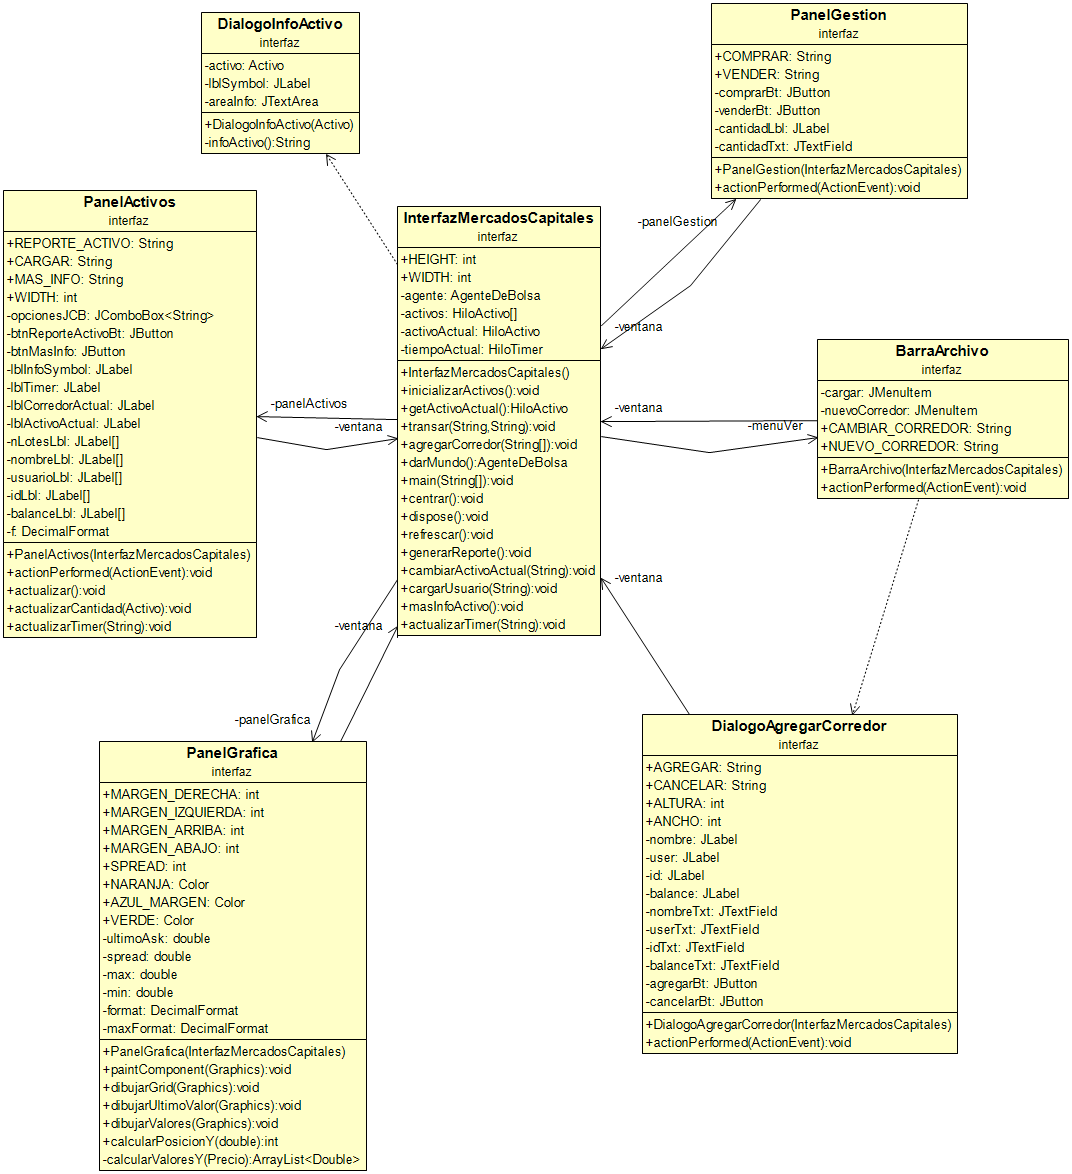 DialogoInfoActivo
interfaz
-activo: Activo
-lblSymbol: JLabel
-areaInfo: JTextArea
+DialogoInfoActivo(Activo)
-infoActivo():String
PanelGestion
interfaz
+COMPRAR: String
+VENDER: String
-comprarBt: JButton
-venderBt: JButton
-cantidadLbl: JLabel
-cantidadTxt: JTextField
+PanelGestion(InterfazMercadosCapitales)
+actionPerformed(ActionEvent):void
PanelActivos
interfaz
+REPORTE_ACTIVO: String
+CARGAR: String
+MAS_INFO: String
+WIDTH: int
-opcionesJCB: JComboBox<String>
-btnReporteActivoBt: JButton
-btnMasInfo: JButton
-lblInfoSymbol: JLabel
-lblTimer: JLabel
-lblCorredorActual: JLabel
-lblActivoActual: JLabel
-nLotesLbl: JLabel[]
-nombreLbl: JLabel[]
-usuarioLbl: JLabel[]
-idLbl: JLabel[]
-balanceLbl: JLabel[]
-f: DecimalFormat
+PanelActivos(InterfazMercadosCapitales)
+actionPerformed(ActionEvent):void
+actualizar():void
+actualizarCantidad(Activo):void
+actualizarTimer(String):void
-panelActivos
-ventana
InterfazMercadosCapitales
interfaz
+HEIGHT: int
+WIDTH: int
-agente: AgenteDeBolsa
-activos: HiloActivo[]
-activoActual: HiloActivo
-tiempoActual: HiloTimer
+InterfazMercadosCapitales()
+inicializarActivos():void
+getActivoActual():HiloActivo
+transar(String,String):void
+agregarCorredor(String[]):void
+darMundo():AgenteDeBolsa
+main(String[]):void
+centrar():void
+dispose():void
+refrescar():void
+generarReporte():void
+cambiarActivoActual(String):void
+cargarUsuario(String):void
+masInfoActivo():void
+actualizarTimer(String):void
-panelGestion
-ventana
-ventana
-menuVer
BarraArchivo
interfaz
-cargar: JMenuItem
-nuevoCorredor: JMenuItem
+CAMBIAR_CORREDOR: String
+NUEVO_CORREDOR: String
+BarraArchivo(InterfazMercadosCapitales)
+actionPerformed(ActionEvent):void
-ventana
-ventana
-panelGrafica
PanelGrafica
interfaz
+MARGEN_DERECHA: int
+MARGEN_IZQUIERDA: int
+MARGEN_ARRIBA: int
+MARGEN_ABAJO: int
+SPREAD: int
+NARANJA: Color
+AZUL_MARGEN: Color
+VERDE: Color
-ultimoAsk: double
-spread: double
-max: double
-min: double
-format: DecimalFormat
-maxFormat: DecimalFormat
+PanelGrafica(InterfazMercadosCapitales)
+paintComponent(Graphics):void
+dibujarGrid(Graphics):void
+dibujarUltimoValor(Graphics):void
+dibujarValores(Graphics):void
+calcularPosicionY(double):int
-calcularValoresY(Precio):ArrayList<Double>
DialogoAgregarCorredor
interfaz
+AGREGAR: String
+CANCELAR: String
+ALTURA: int
+ANCHO: int
-nombre: JLabel
-user: JLabel
-id: JLabel
-balance: JLabel
-nombreTxt: JTextField
-userTxt: JTextField
-idTxt: JTextField
-balanceTxt: JTextField
-agregarBt: JButton
-cancelarBt: JButton
+DialogoAgregarCorredor(InterfazMercadosCapitales)
+actionPerformed(ActionEvent):void